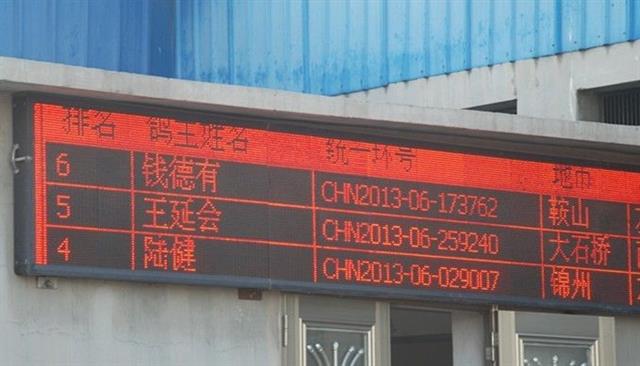 排名 鸽主姓名 统一环号 地市
6 钱德有 CHN2013-06-173762 鞍山
5 王延会 CHN2013-06-259240 大石桥
4 陆健 CHN2013-06-029007 锦州